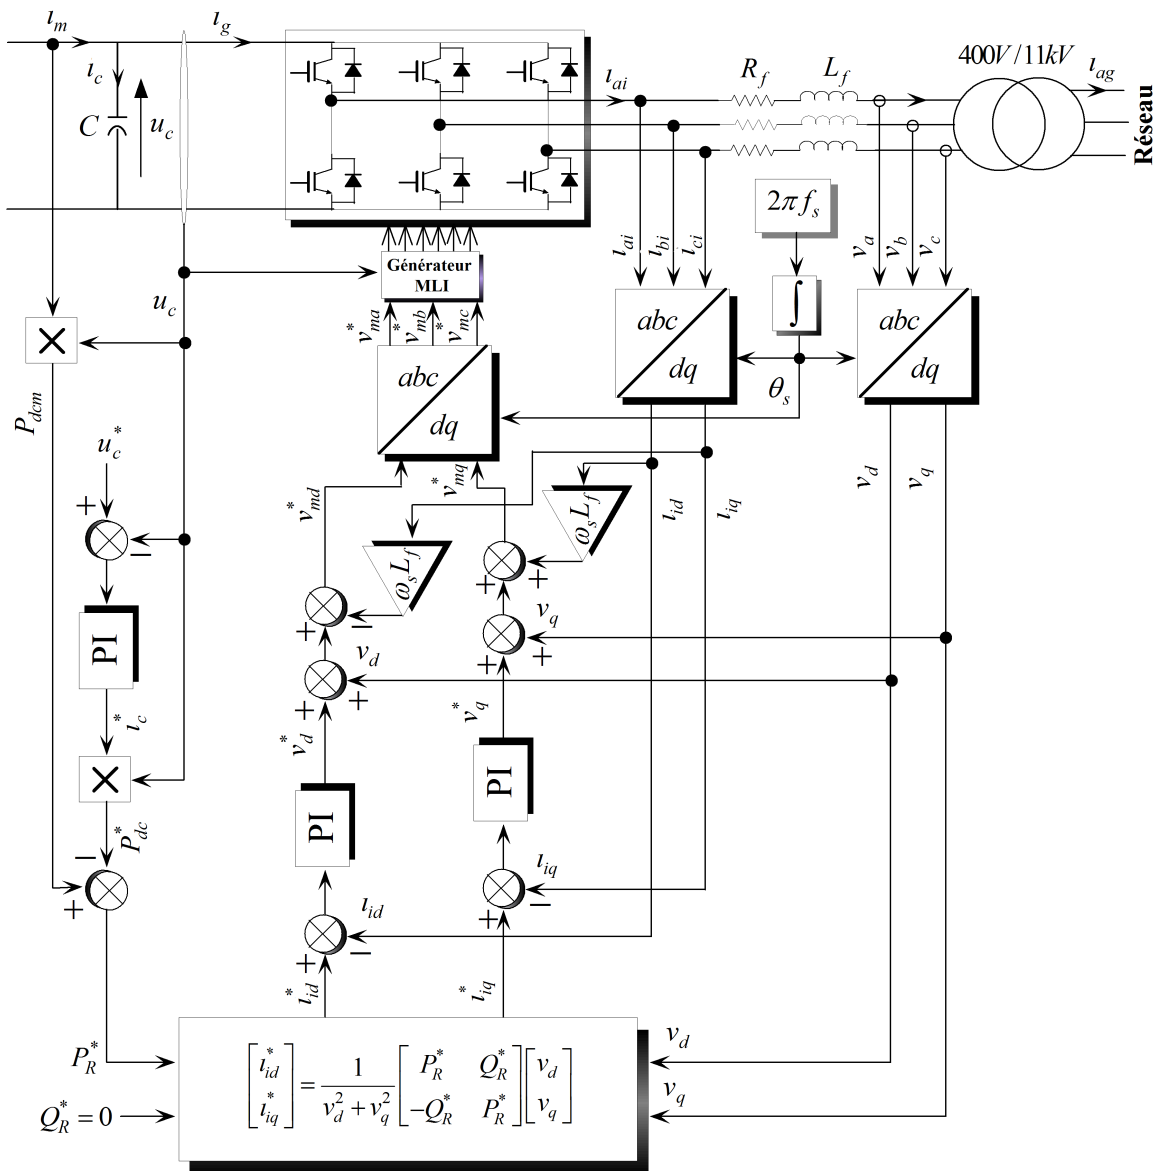 i_m
i_g
i_c
C
u_c
i_ai
R_f
L_f
400V/11kV
i_ag
Réseau
2π f_s
i_ai
i_bi
i_ci
v_a
v_b
v_c
Générateur
MLI
u_c
×
v*_ma
v*_mb
v*_mc
abc
dq
∫
abc
dq
abc
dq
θ_s
P_dcm
u*_c
+
−
v*_md
v*_mq
ω_s L_f
ω_s L_f
i_id
i_iq
v_d
v_q
+
−
+
+
v_q
+
+
PI
v_d
+
+
i*_c
v*_d
v*_q
×
PI
PI
P*_dc
−
+
i_iq
+
−
i_id
+
−
i*_id
i*_iq
P*_R
Q*_R = 0
[i*_id i*_iq] = 1/(v_d^2 + v_q^2) [P*_R Q*_R −Q*_R P*_R] [v_d v_q]
v_d
v_q